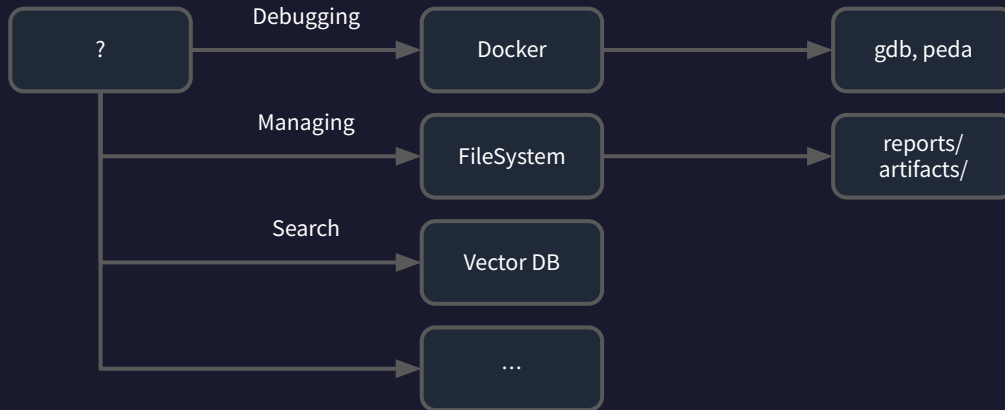 ?
Debugging
Docker
gdb, peda
Managing
FileSystem
reports/
artifacts/
Search
Vector DB
...